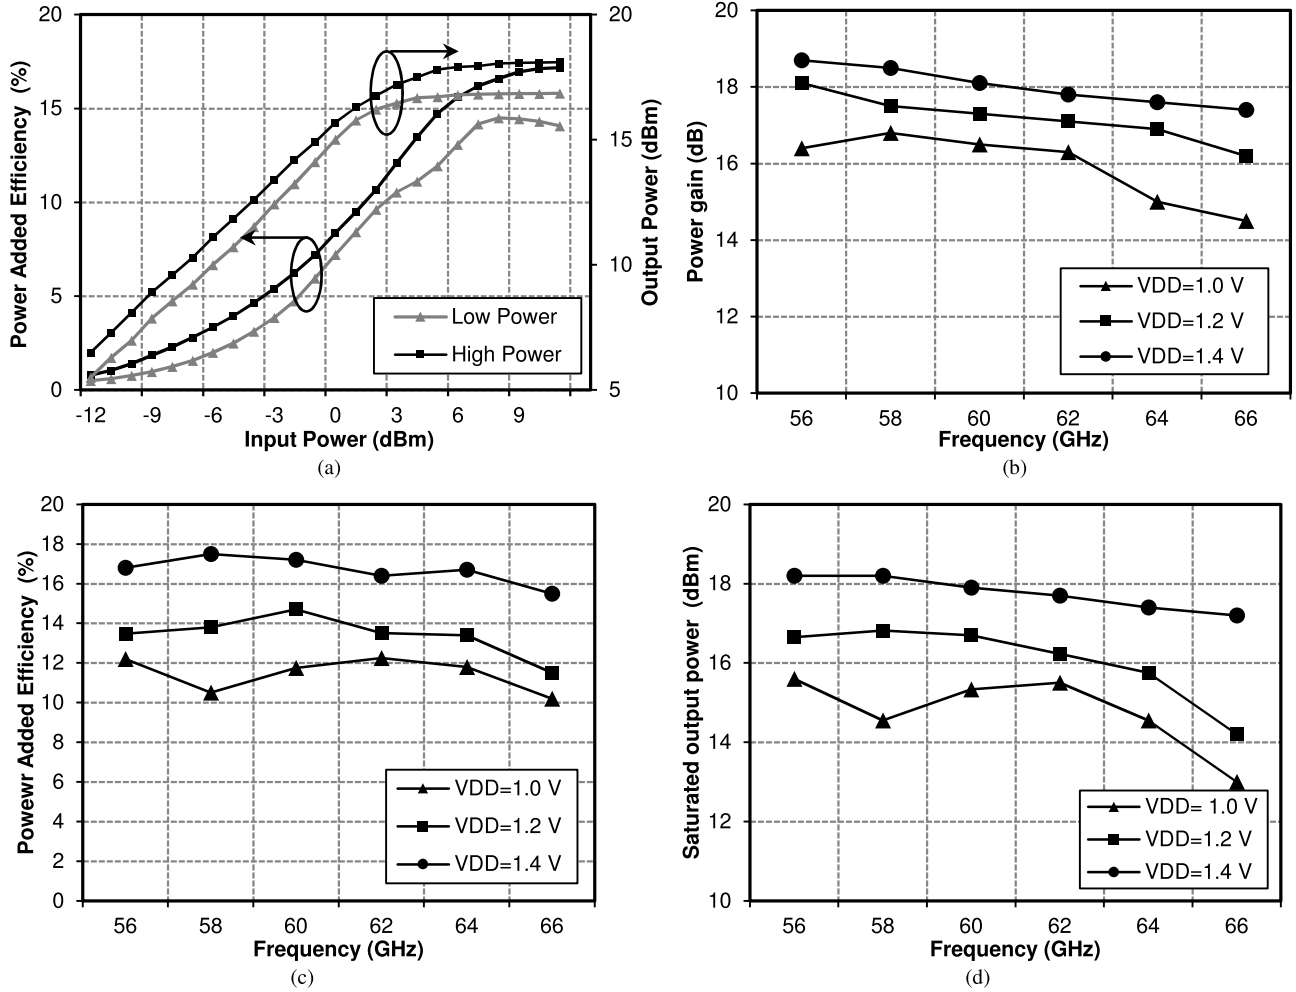 20
15
10
5
0
Power Added Efficiency (%)
20
15
10
5
Output Power (dBm)
Low Power
High Power
-12 -9 -6 -3 0 3 6 9
Input Power (dBm)
(a)
20
18
16
14
12
10
Power gain (dB)
VDD=1.0 V
VDD=1.2 V
VDD=1.4 V
56 58 60 62 64 66
Frequency (GHz)
(b)
20
18
16
14
12
10
8
6
4
2
0
Powewr Added Efficiency (%)
VDD=1.0 V
VDD=1.2 V
VDD=1.4 V
56 58 60 62 64 66
Frequency (GHz)
(c)
20
18
16
14
12
10
Saturated output power (dBm)
VDD= 1.0 V
VDD=1.2 V
VDD=1.4 V
56 58 60 62 64 66
Frequency (GHz)
(d)